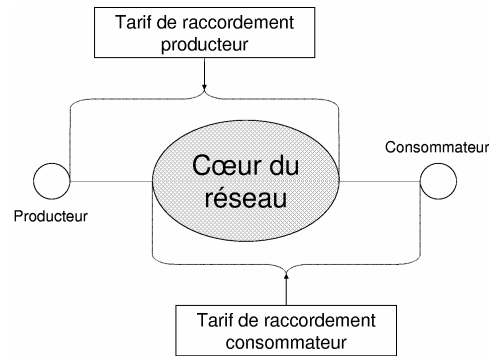 Tarif de raccordement
producteur
Consommateur
Cœur du
réseau
Producteur
Tarif de raccordement
consommateur